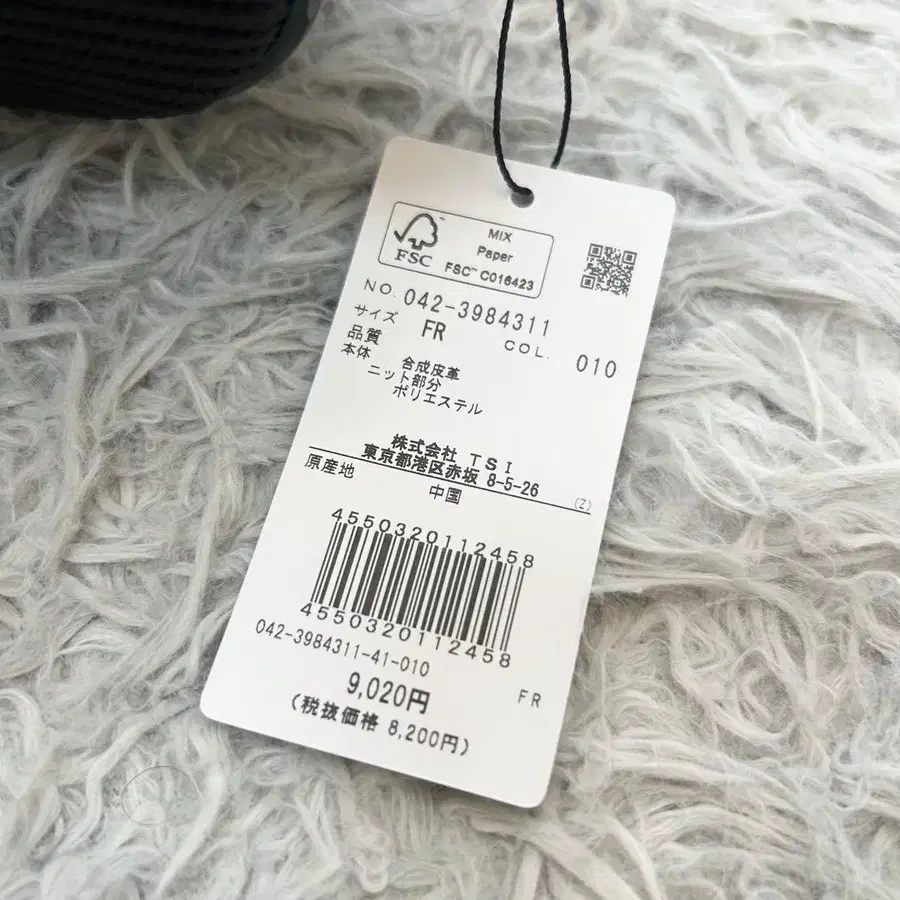 FSC™
MIX
Paper
FSC™ C016423
NO. 042-3984311
サイズ FR COL. 010
品質
本体 合成皮革
ニット部分
ポリエステル
株式会社 TSI
東京都港区赤坂 8-5-26
(Z)
原産地 中国
4550320112458
4550320112458
042-3984311-41-010
FR
9,020円
(税抜価格 8,200円)